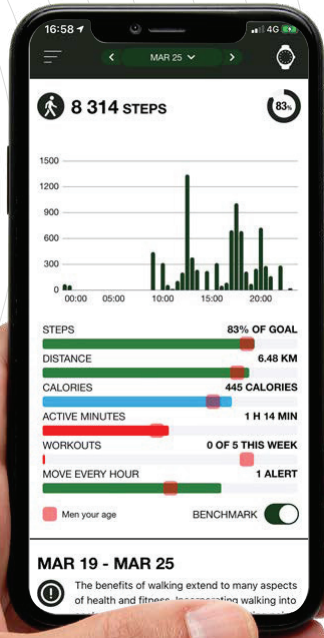 16:58 4G
MAR 25
8 314 STEPS
83%
1500
1200
900
600
300
0
00:00 05:00 10:00 15:00 20:00
STEPS 83% OF GOAL
DISTANCE 6.48 KM
CALORIES 445 CALORIES
ACTIVE MINUTES 1 H 14 MIN
WORKOUTS 0 OF 5 THIS WEEK
MOVE EVERY HOUR 1 ALERT
Men your age BENCHMARK
MAR 19 - MAR 25
The benefits of walking extend to many aspects
of health and fitness. Incorporating walking into